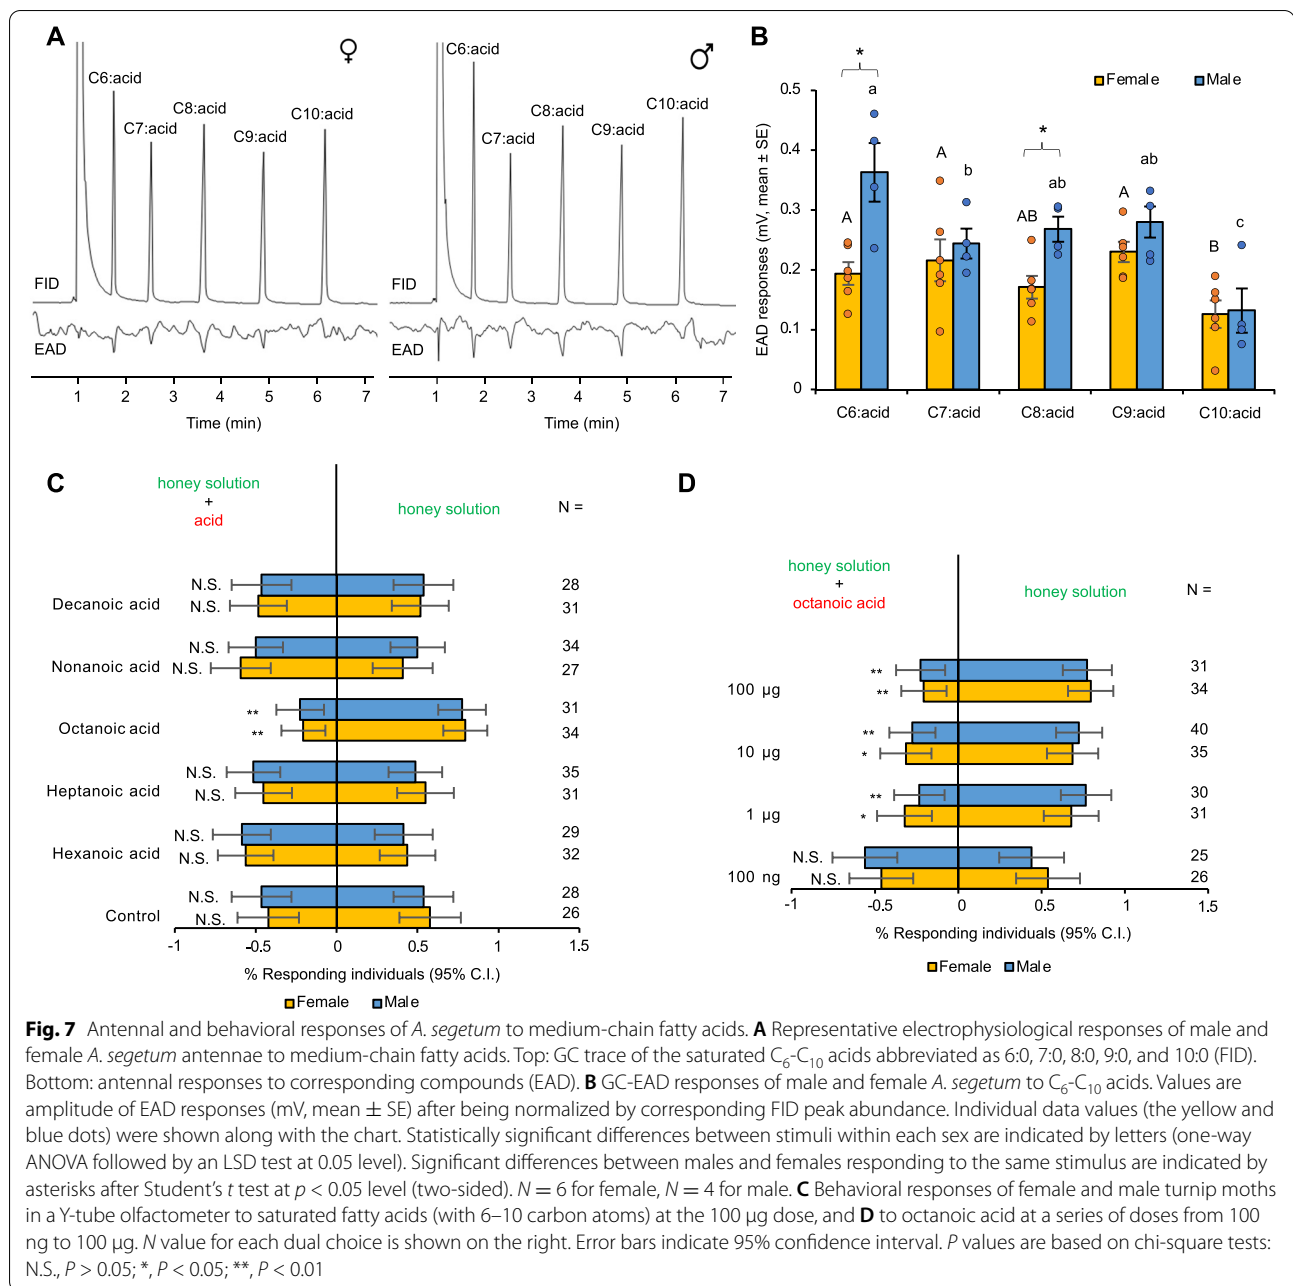 A
♀
C6:acid
C7:acid
C8:acid
C9:acid
C10:acid
FID
EAD
1 2 3 4 5 6 7
Time (min)
♂
C6:acid
C7:acid
C8:acid
C9:acid
C10:acid
FID
EAD
1 2 3 4 5 6 7
Time (min)
B
Female Male
EAD responses (mV, mean ± SE)
0.5
0.4
0.3
0.2
0.1
0
* *
A a A b AB ab A ab B c
C6:acid C7:acid C8:acid C9:acid C10:acid
C
honey solution
+
acid
honey solution
N =
Decanoic acid
N.S. 28
N.S. 31
Nonanoic acid
N.S. 34
N.S. 27
Octanoic acid
** 31
** 34
Heptanoic acid
N.S. 35
N.S. 31
Hexanoic acid
N.S. 29
N.S. 32
Control
N.S. 28
N.S. 26
-1 -0.5 0 0.5 1 1.5
% Responding individuals (95% C.I.)
Female Male
D
honey solution
+
octanoic acid
honey solution
N =
100 µg
** 31
** 34
10 µg
** 40
* 35
1 µg
** 30
* 31
100 ng
N.S. 25
N.S. 26
-1 -0.5 0 0.5 1 1.5
% Responding individuals (95% C.I.)
Female Male
Fig. 7 Antennal and behavioral responses of A. segetum to medium-chain fatty acids. A Representative electrophysiological responses of male and
female A. segetum antennae to medium-chain fatty acids. Top: GC trace of the saturated C6-C10 acids abbreviated as 6:0, 7:0, 8:0, 9:0, and 10:0 (FID).
Bottom: antennal responses to corresponding compounds (EAD). B GC-EAD responses of male and female A. segetum to C6-C10 acids. Values are
amplitude of EAD responses (mV, mean ± SE) after being normalized by corresponding FID peak abundance. Individual data values (the yellow and
blue dots) were shown along with the chart. Statistically significant differences between stimuli within each sex are indicated by letters (one-way
ANOVA followed by an LSD test at 0.05 level). Significant differences between males and females responding to the same stimulus are indicated by
asterisks after Student's t test at p < 0.05 level (two-sided). N = 6 for female, N = 4 for male. C Behavioral responses of female and male turnip moths
in a Y-tube olfactometer to saturated fatty acids (with 6–10 carbon atoms) at the 100 µg dose, and D to octanoic acid at a series of doses from 100
ng to 100 µg. N value for each dual choice is shown on the right. Error bars indicate 95% confidence interval. P values are based on chi-square tests:
N.S., P > 0.05; *, P < 0.05; **, P < 0.01